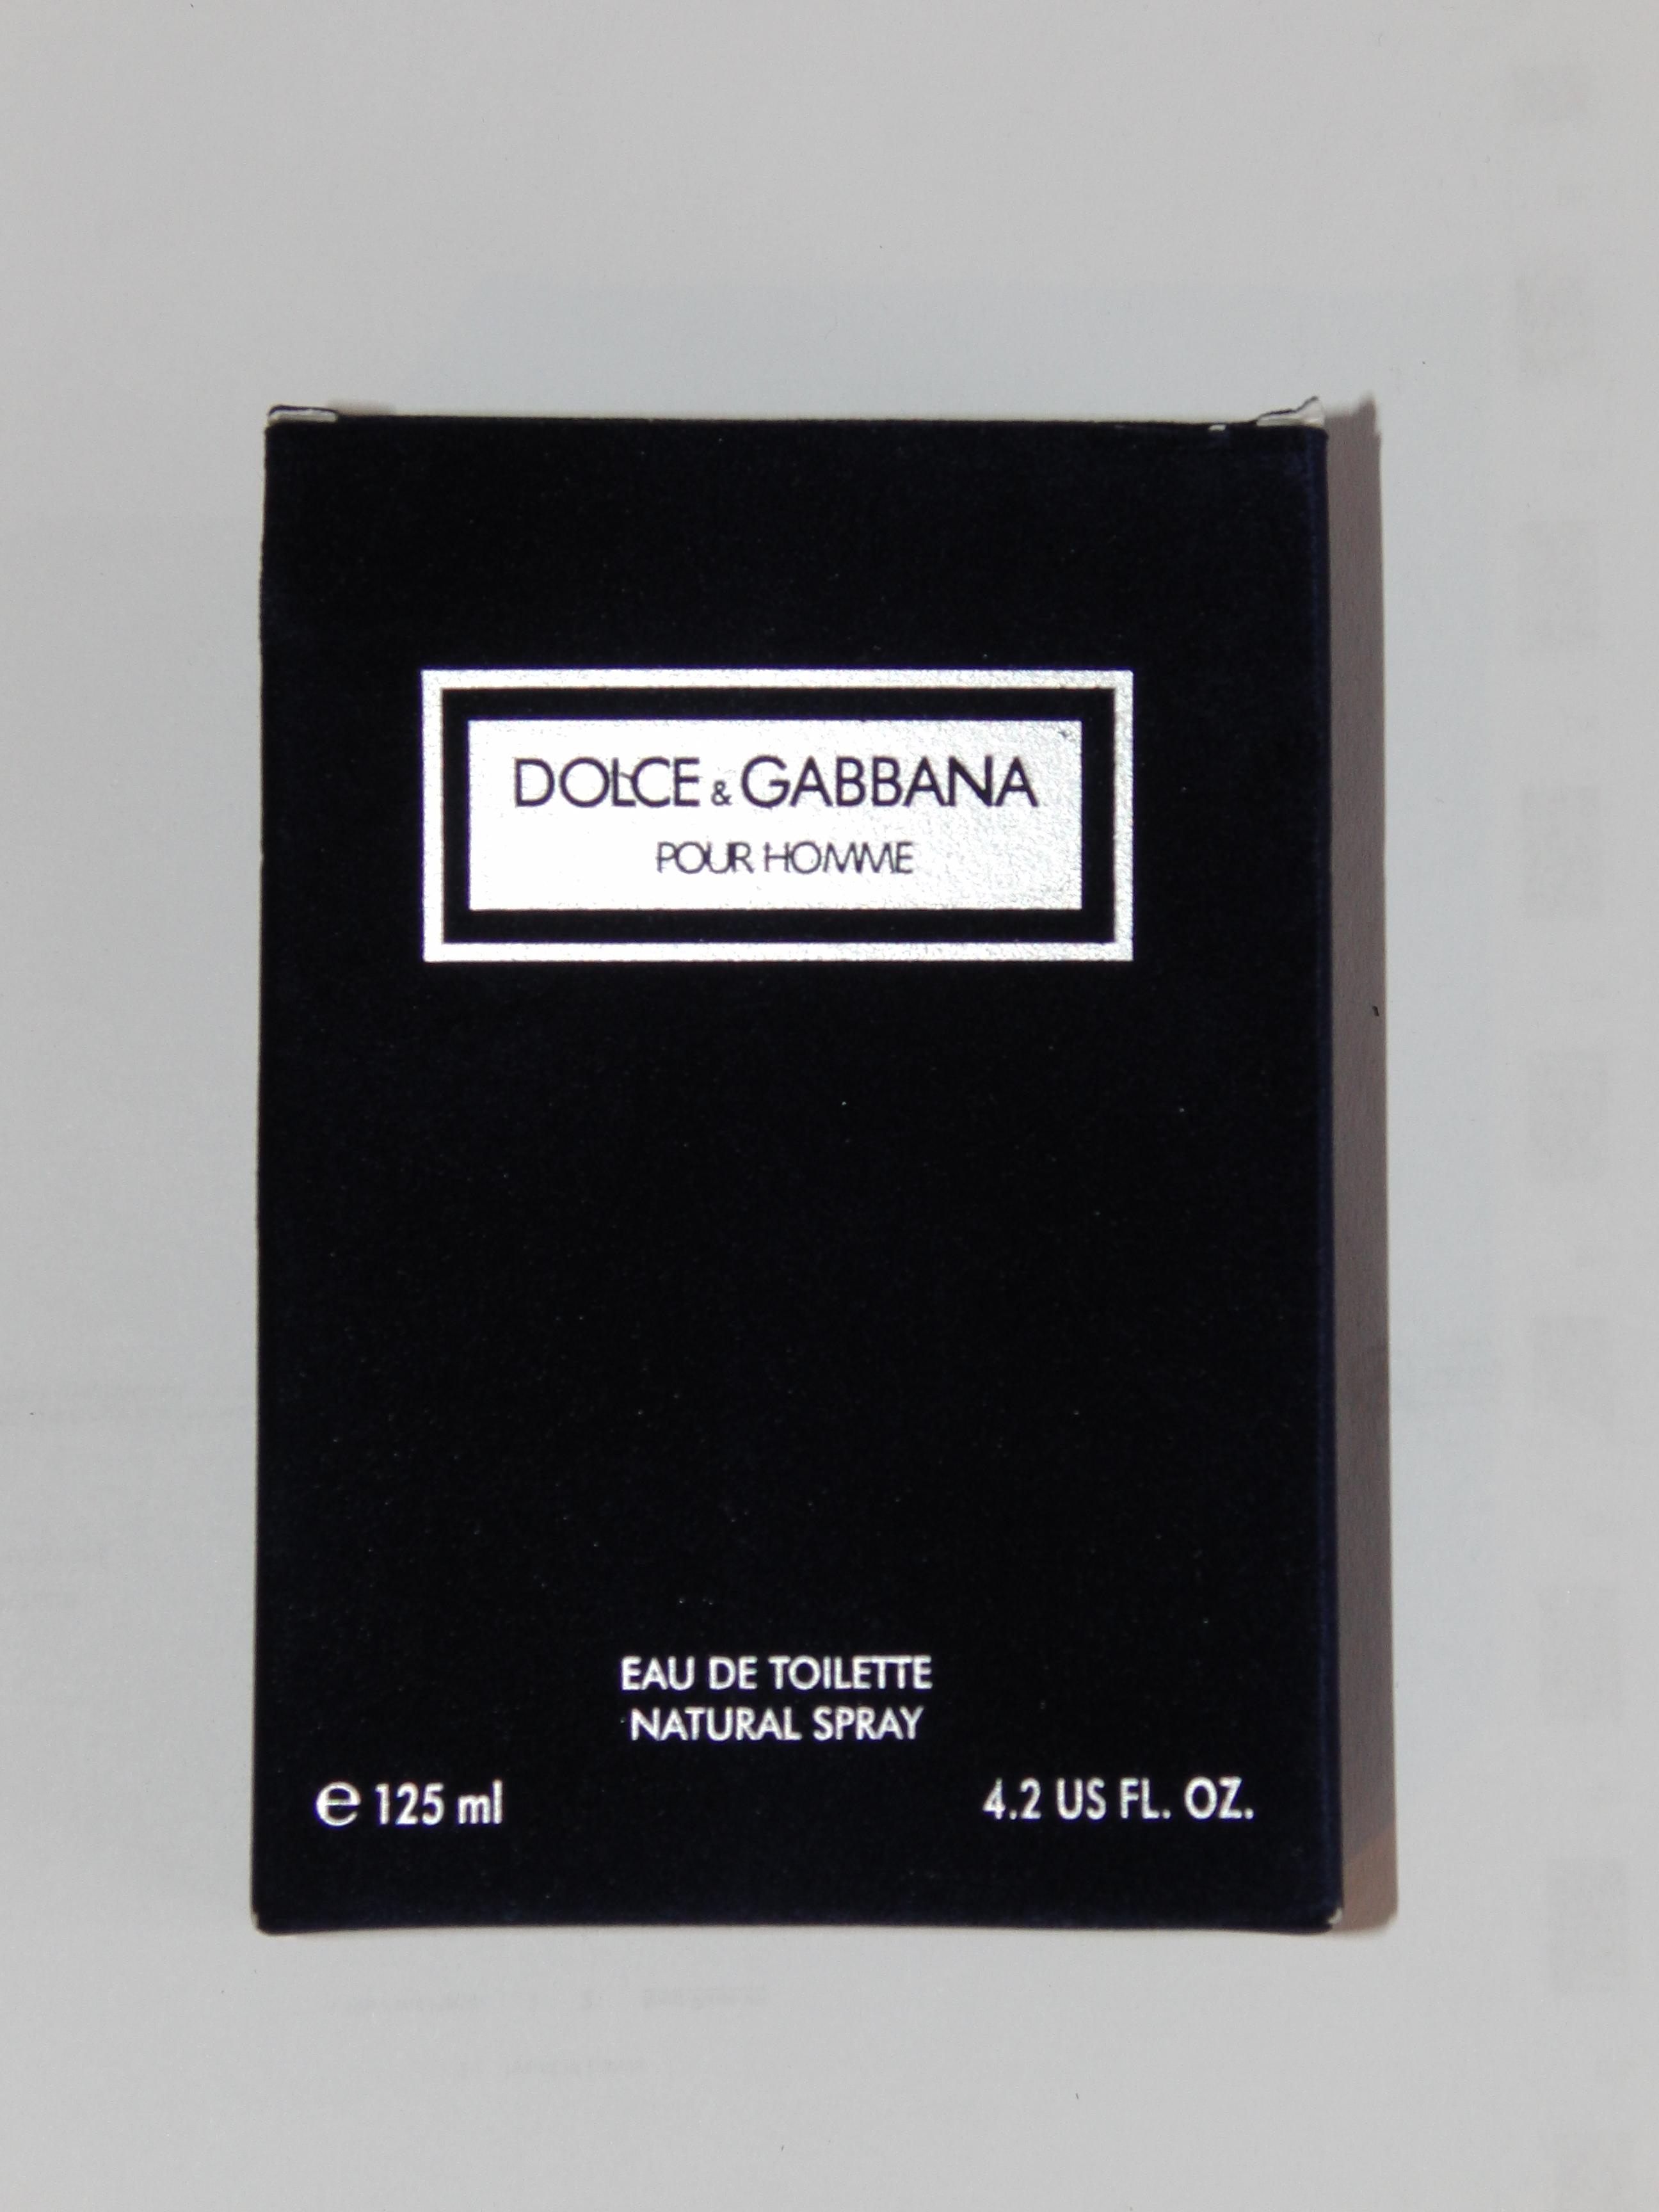 DOLCE & GABBANA
POUR HOMME
EAU DE TOILETTE
NATURAL SPRAY
℮ 125 ml
4.2 US FL. OZ.